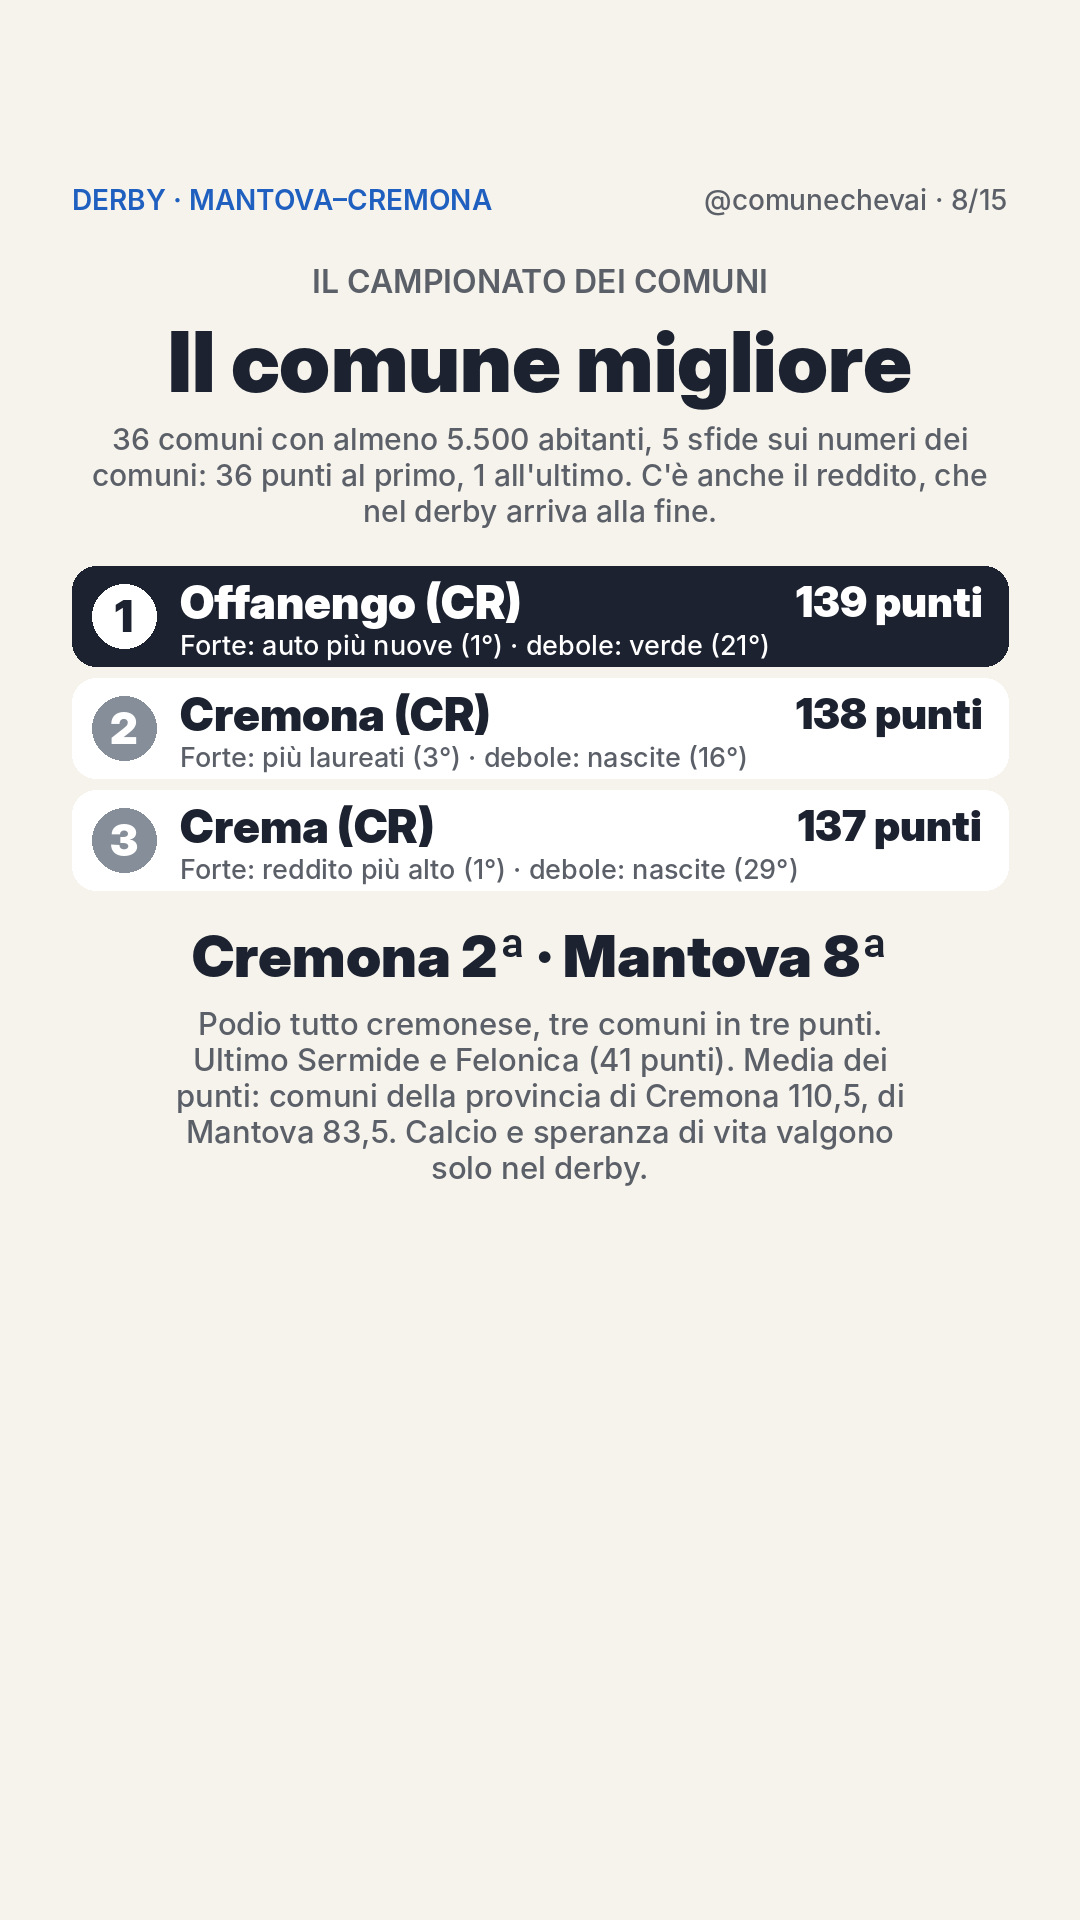 DERBY · MANTOVA–CREMONA
@comunechevai · 8/15
IL CAMPIONATO DEI COMUNI
Il comune migliore
36 comuni con almeno 5.500 abitanti, 5 sfide sui numeri dei
comuni: 36 punti al primo, 1 all'ultimo. C'è anche il reddito, che
nel derby arriva alla fine.
1 Offanengo (CR) 139 punti
Forte: auto più nuove (1°) · debole: verde (21°)
2 Cremona (CR) 138 punti
Forte: più laureati (3°) · debole: nascite (16°)
3 Crema (CR) 137 punti
Forte: reddito più alto (1°) · debole: nascite (29°)
Cremona 2ª · Mantova 8ª
Podio tutto cremonese, tre comuni in tre punti.
Ultimo Sermide e Felonica (41 punti). Media dei
punti: comuni della provincia di Cremona 110,5, di
Mantova 83,5. Calcio e speranza di vita valgono
solo nel derby.